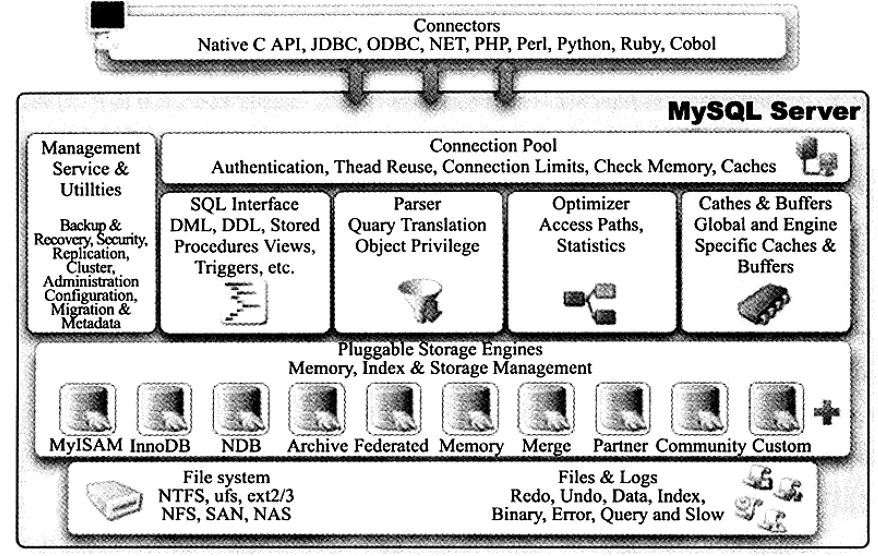 Connectors
Native C API, JDBC, ODBC, NET, PHP, Perl, Python, Ruby, Cobol
MySQL Server
Management
Service &
Utillties
Backup &
Recovery, Security,
Replication,
Cluster,
Administration
Configuration,
Migration &
Metadata
Connection Pool
Authentication, Thead Reuse, Connection Limits, Check Memory, Caches
SQL Interface
DML, DDL, Stored
Procedures Views,
Triggers, etc.
Parser
Quary Translation
Object Privilege
Optimizer
Access Paths,
Statistics
Cathes & Buffers
Global and Engine
Specific Caches &
Buffers
Pluggable Storage Engines
Memory, Index & Storage Management
MyISAM InnoDB NDB Archive Federated Memory Merge Partner Community Custom
File system
NTFS, ufs, ext2/3
NFS, SAN, NAS
Files & Logs
Redo, Undo, Data, Index,
Binary, Error, Query and Slow